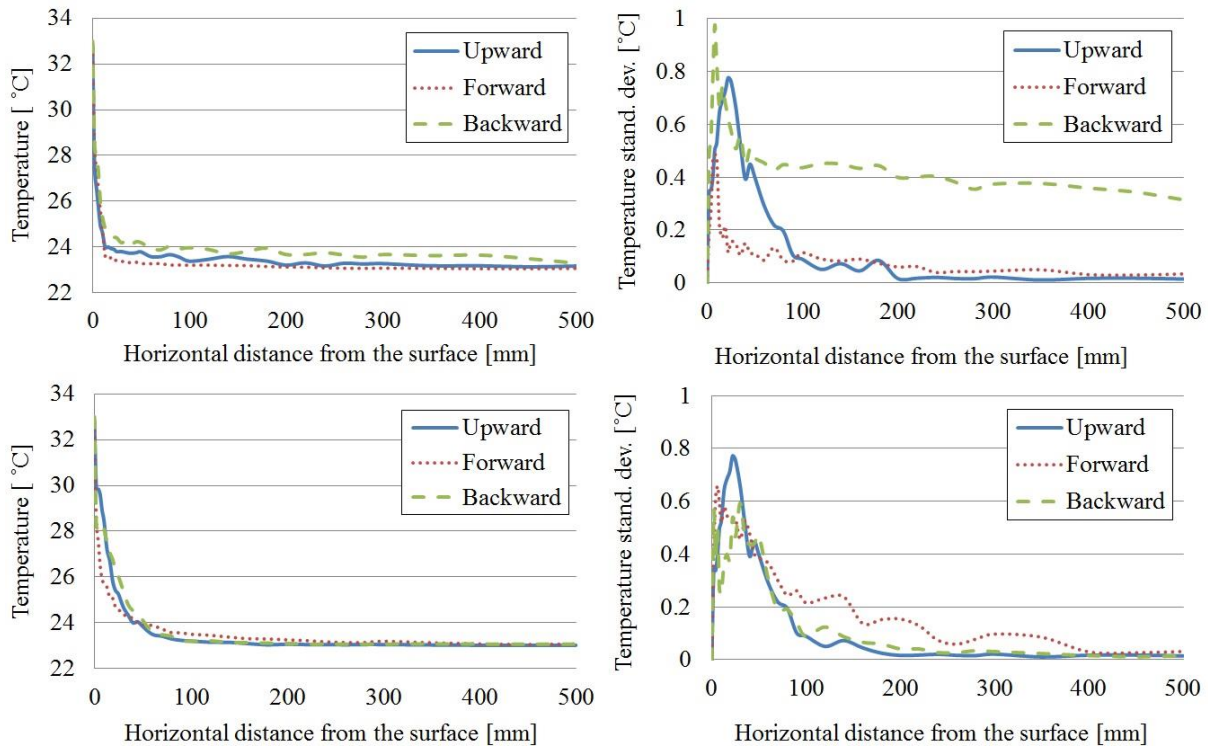 Temperature [ ˚C]
34
32
30
28
26
24
22
0
100
200
300
400
500
Horizontal distance from the surface [mm]
Upward
Forward
Backward
Temperature stand. dev. [˚C]
1
0.8
0.6
0.4
0.2
0
0
100
200
300
400
500
Horizontal distance from the surface [mm]
Upward
Forward
Backward
Temperature [ ˚C]
34
32
30
28
26
24
22
0
100
200
300
400
500
Horizontal distance from the surface [mm]
Upward
Forward
Backward
Temperature stand. dev. [˚C]
1
0.8
0.6
0.4
0.2
0
0
100
200
300
400
500
Horizontal distance from the surface [mm]
Upward
Forward
Backward